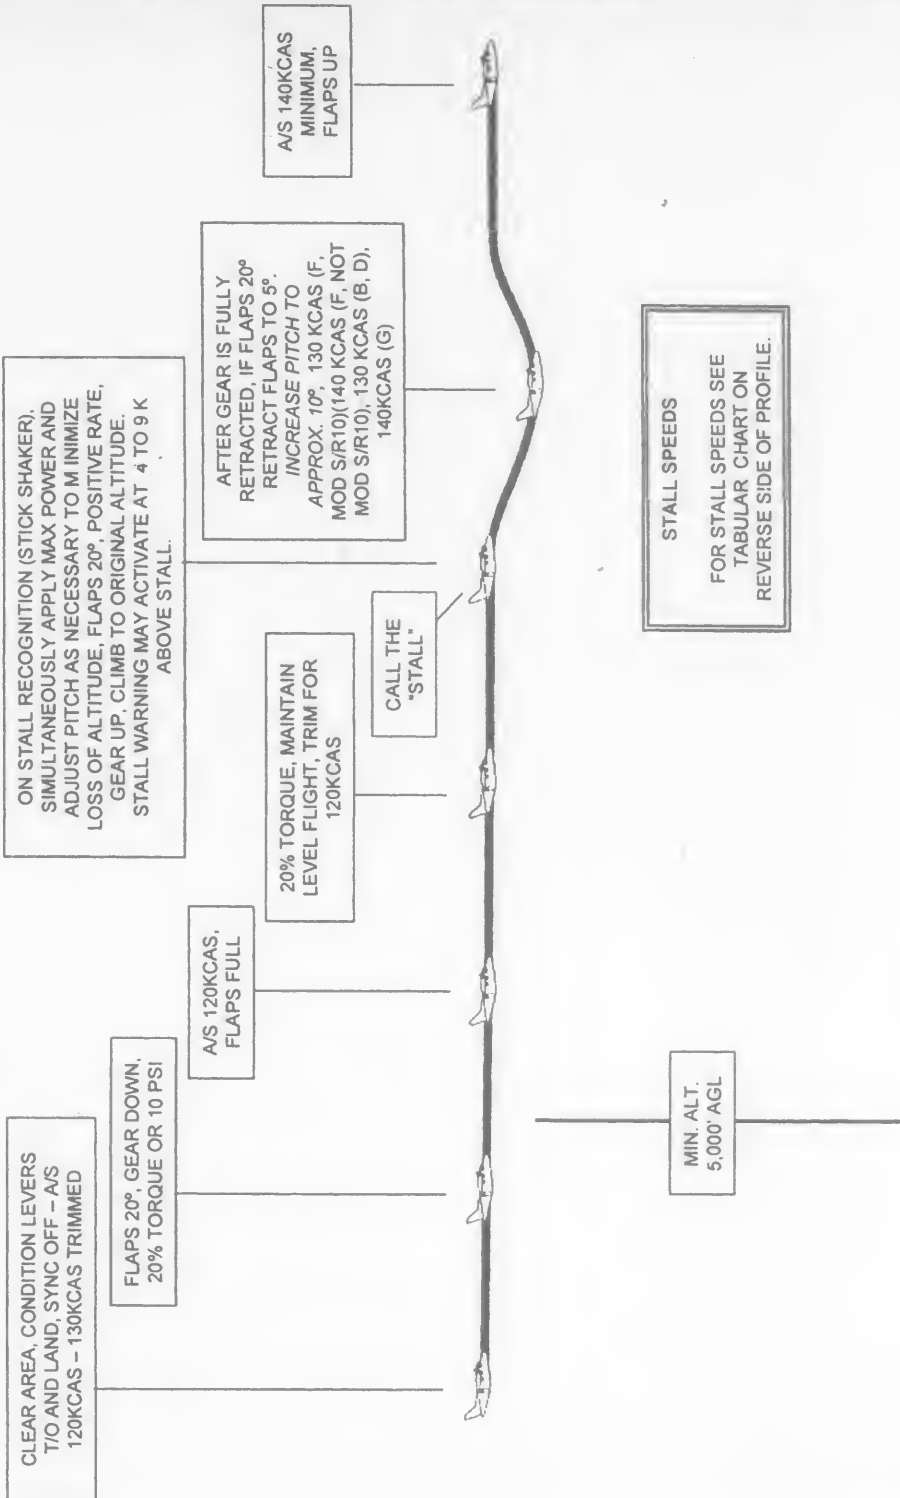 CLEAR AREA, CONDITION LEVERS
T/O AND LAND, SYNC OFF – A/S
120KCAS – 130KCAS TRIMMED
FLAPS 20º, GEAR DOWN,
20% TORQUE OR 10 PSI
A/S 120KCAS,
FLAPS FULL
20% TORQUE, MAINTAIN
LEVEL FLIGHT, TRIM FOR
120KCAS
CALL THE
"STALL"
ON STALL RECOGNITION (STICK SHAKER),
SIMULTANEOUSLY APPLY MAX POWER AND
ADJUST PITCH AS NECESSARY TO M INIMIZE
LOSS OF ALTITUDE, FLAPS 20º, POSITIVE RATE,
GEAR UP, CLIMB TO ORIGINAL ALTITUDE.
STALL WARNING MAY ACTIVATE AT 4 TO 9 K
ABOVE STALL.
AFTER GEAR IS FULLY
RETRACTED, IF FLAPS 20º
RETRACT FLAPS TO 5º.
INCREASE PITCH TO
APPROX. 10º, 130 KCAS (F,
MOD S/R10)(140 KCAS (F, NOT
MOD S/R10), 130 KCAS (B, D),
140KCAS (G)
A/S 140KCAS
MINIMUM,
FLAPS UP
MIN. ALT.
5,000' AGL
STALL SPEEDS
FOR STALL SPEEDS SEE
TABULAR CHART ON
REVERSE SIDE OF PROFILE.